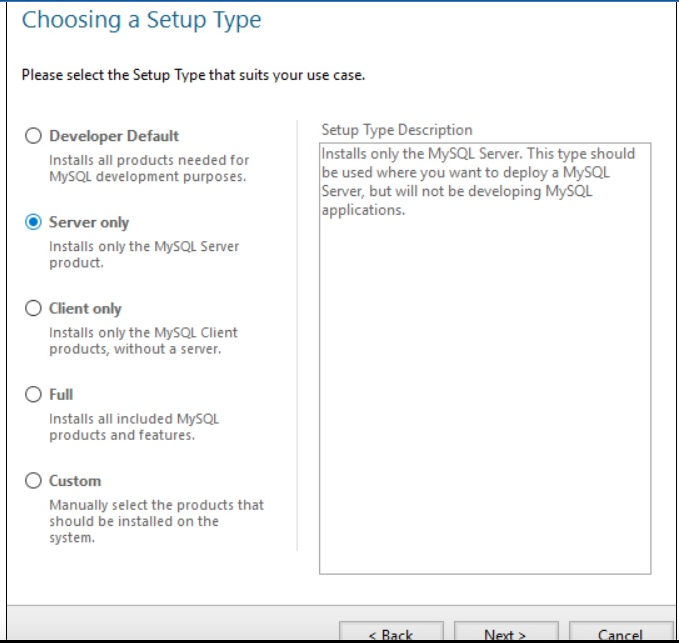 Choosing a Setup Type
Please select the Setup Type that suits your use case.
Developer Default
Installs all products needed for
MySQL development purposes.
Server only
Installs only the MySQL Server
product.
Client only
Installs only the MySQL Client
products, without a server.
Full
Installs all included MySQL
products and features.
Custom
Manually select the products that
should be installed on the
system.
Setup Type Description
Installs only the MySQL Server. This type should
be used where you want to deploy a MySQL
Server, but will not be developing MySQL
applications.
< Back
Next >
Cancel